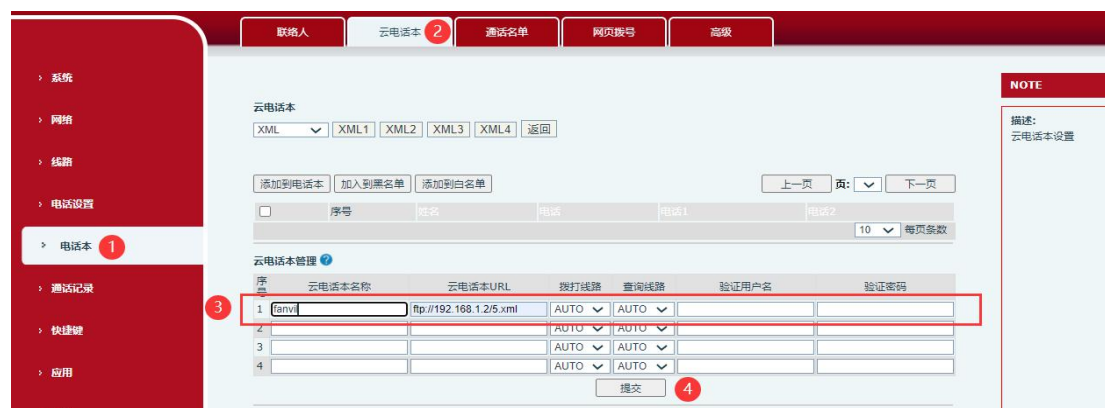 联络人 云电话本 2 通话名单 网页拨号 高级
› 系统
› 网络
› 线路
› 电话设置
› 电话本 1
› 通话记录
› 快捷键
› 应用
云电话本
XML XML1 XML2 XML3 XML4 返回
添加到电话本 加入到黑名单 添加到白名单 上一页 页: 下一页
序号 姓名 电话 电话1 电话2
10 每页条数
云电话本管理 ?
序号 云电话本名称 云电话本URL 拨打线路 查询线路 验证用户名 验证密码
3 1 fanvil ftp://192.168.1.2/5.xml AUTO AUTO
2 AUTO AUTO
3 AUTO AUTO
4 AUTO AUTO
提交 4
NOTE
描述:
云电话本设置